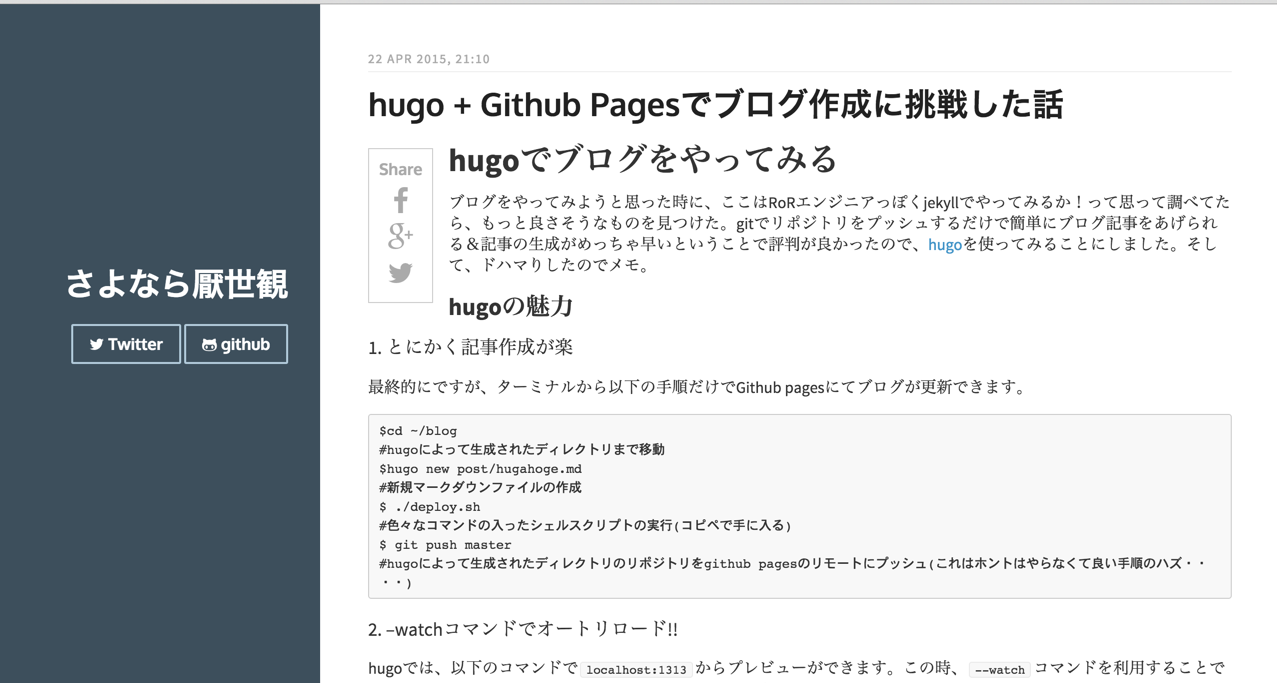 さよなら厭世観
Twitter
github
22 APR 2015, 21:10
hugo + Github Pagesでブログ作成に挑戦した話
Share
hugoでブログをやってみる
ブログをやってみようと思った時に、ここはRoRエンジニアっぽくjekyllでやってみるか！って思って調べてた
ら、もっと良さそうなものを見つけた。gitでリポジトリをプッシュするだけで簡単にブログ記事をあげられ
る＆記事の生成がめっちゃ早いということで評判が良かったので、hugoを使ってみることにしました。そし
て、ドハマりしたのでメモ。
hugoの魅力
1. とにかく記事作成が楽
最終的にですが、ターミナルから以下の手順だけでGithub pagesにてブログが更新できます。
$cd ~/blog
#hugoによって生成されたディレクトリまで移動
$hugo new post/hugahoge.md
#新規マークダウンファイルの作成
$ ./deploy.sh
#色々なコマンドの入ったシェルスクリプトの実行(コピペで手に入る)
$ git push master
#hugoによって生成されたディレクトリのリポジトリをgithub pagesのリモートにプッシュ(これはホントはやらなくて良い手順のハズ・・
・・)
2. –watchコマンドでオートリロード!!
hugoでは、以下のコマンドで localhost:1313 からプレビューができます。この時、 --watch コマンドを利用することで